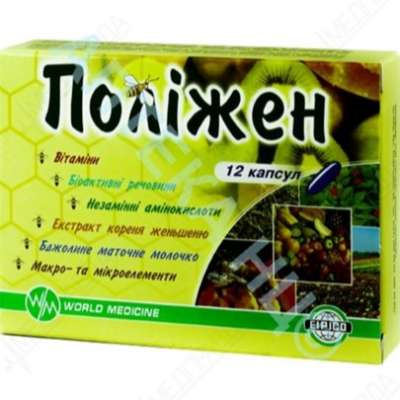 Поліжен
12 капсул
Вітаміни
Біоактивні речовини
Незамінні амінокислоти
Екстракт кореня женьшеню
Бджолине маточне молочко
Макро- та мікроелементи
WM WORLD MEDICINE
EIPICO